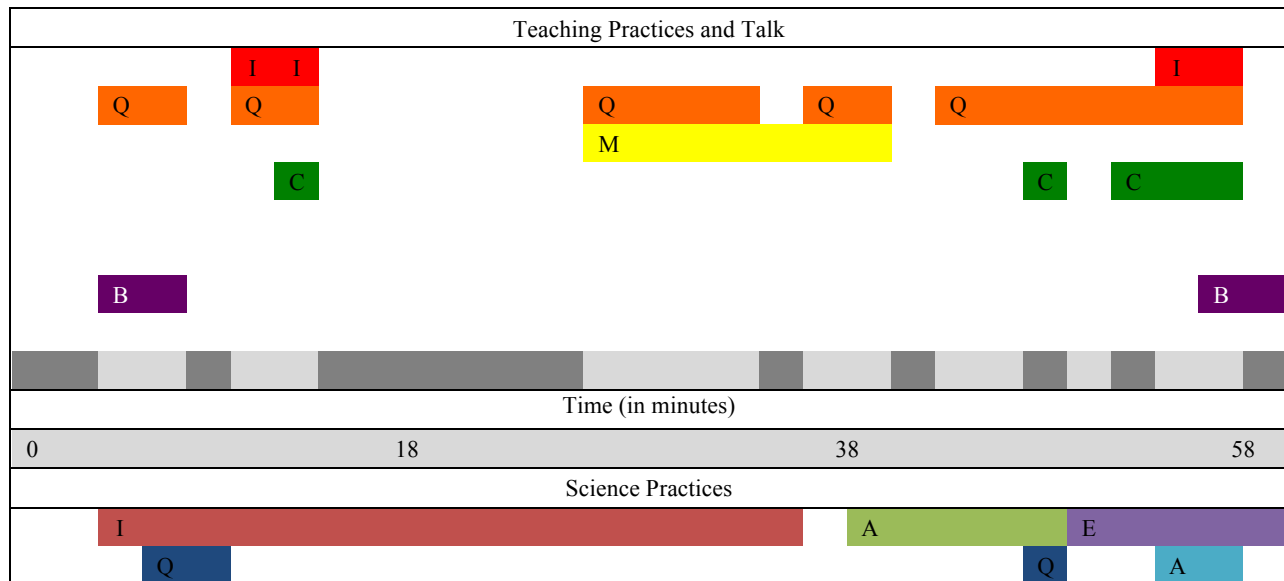 Teaching Practices and Talk
I I I
Q Q Q Q Q
M
C C C
B B
Time (in minutes)
0 18 38 58
Science Practices
I A E
Q Q A